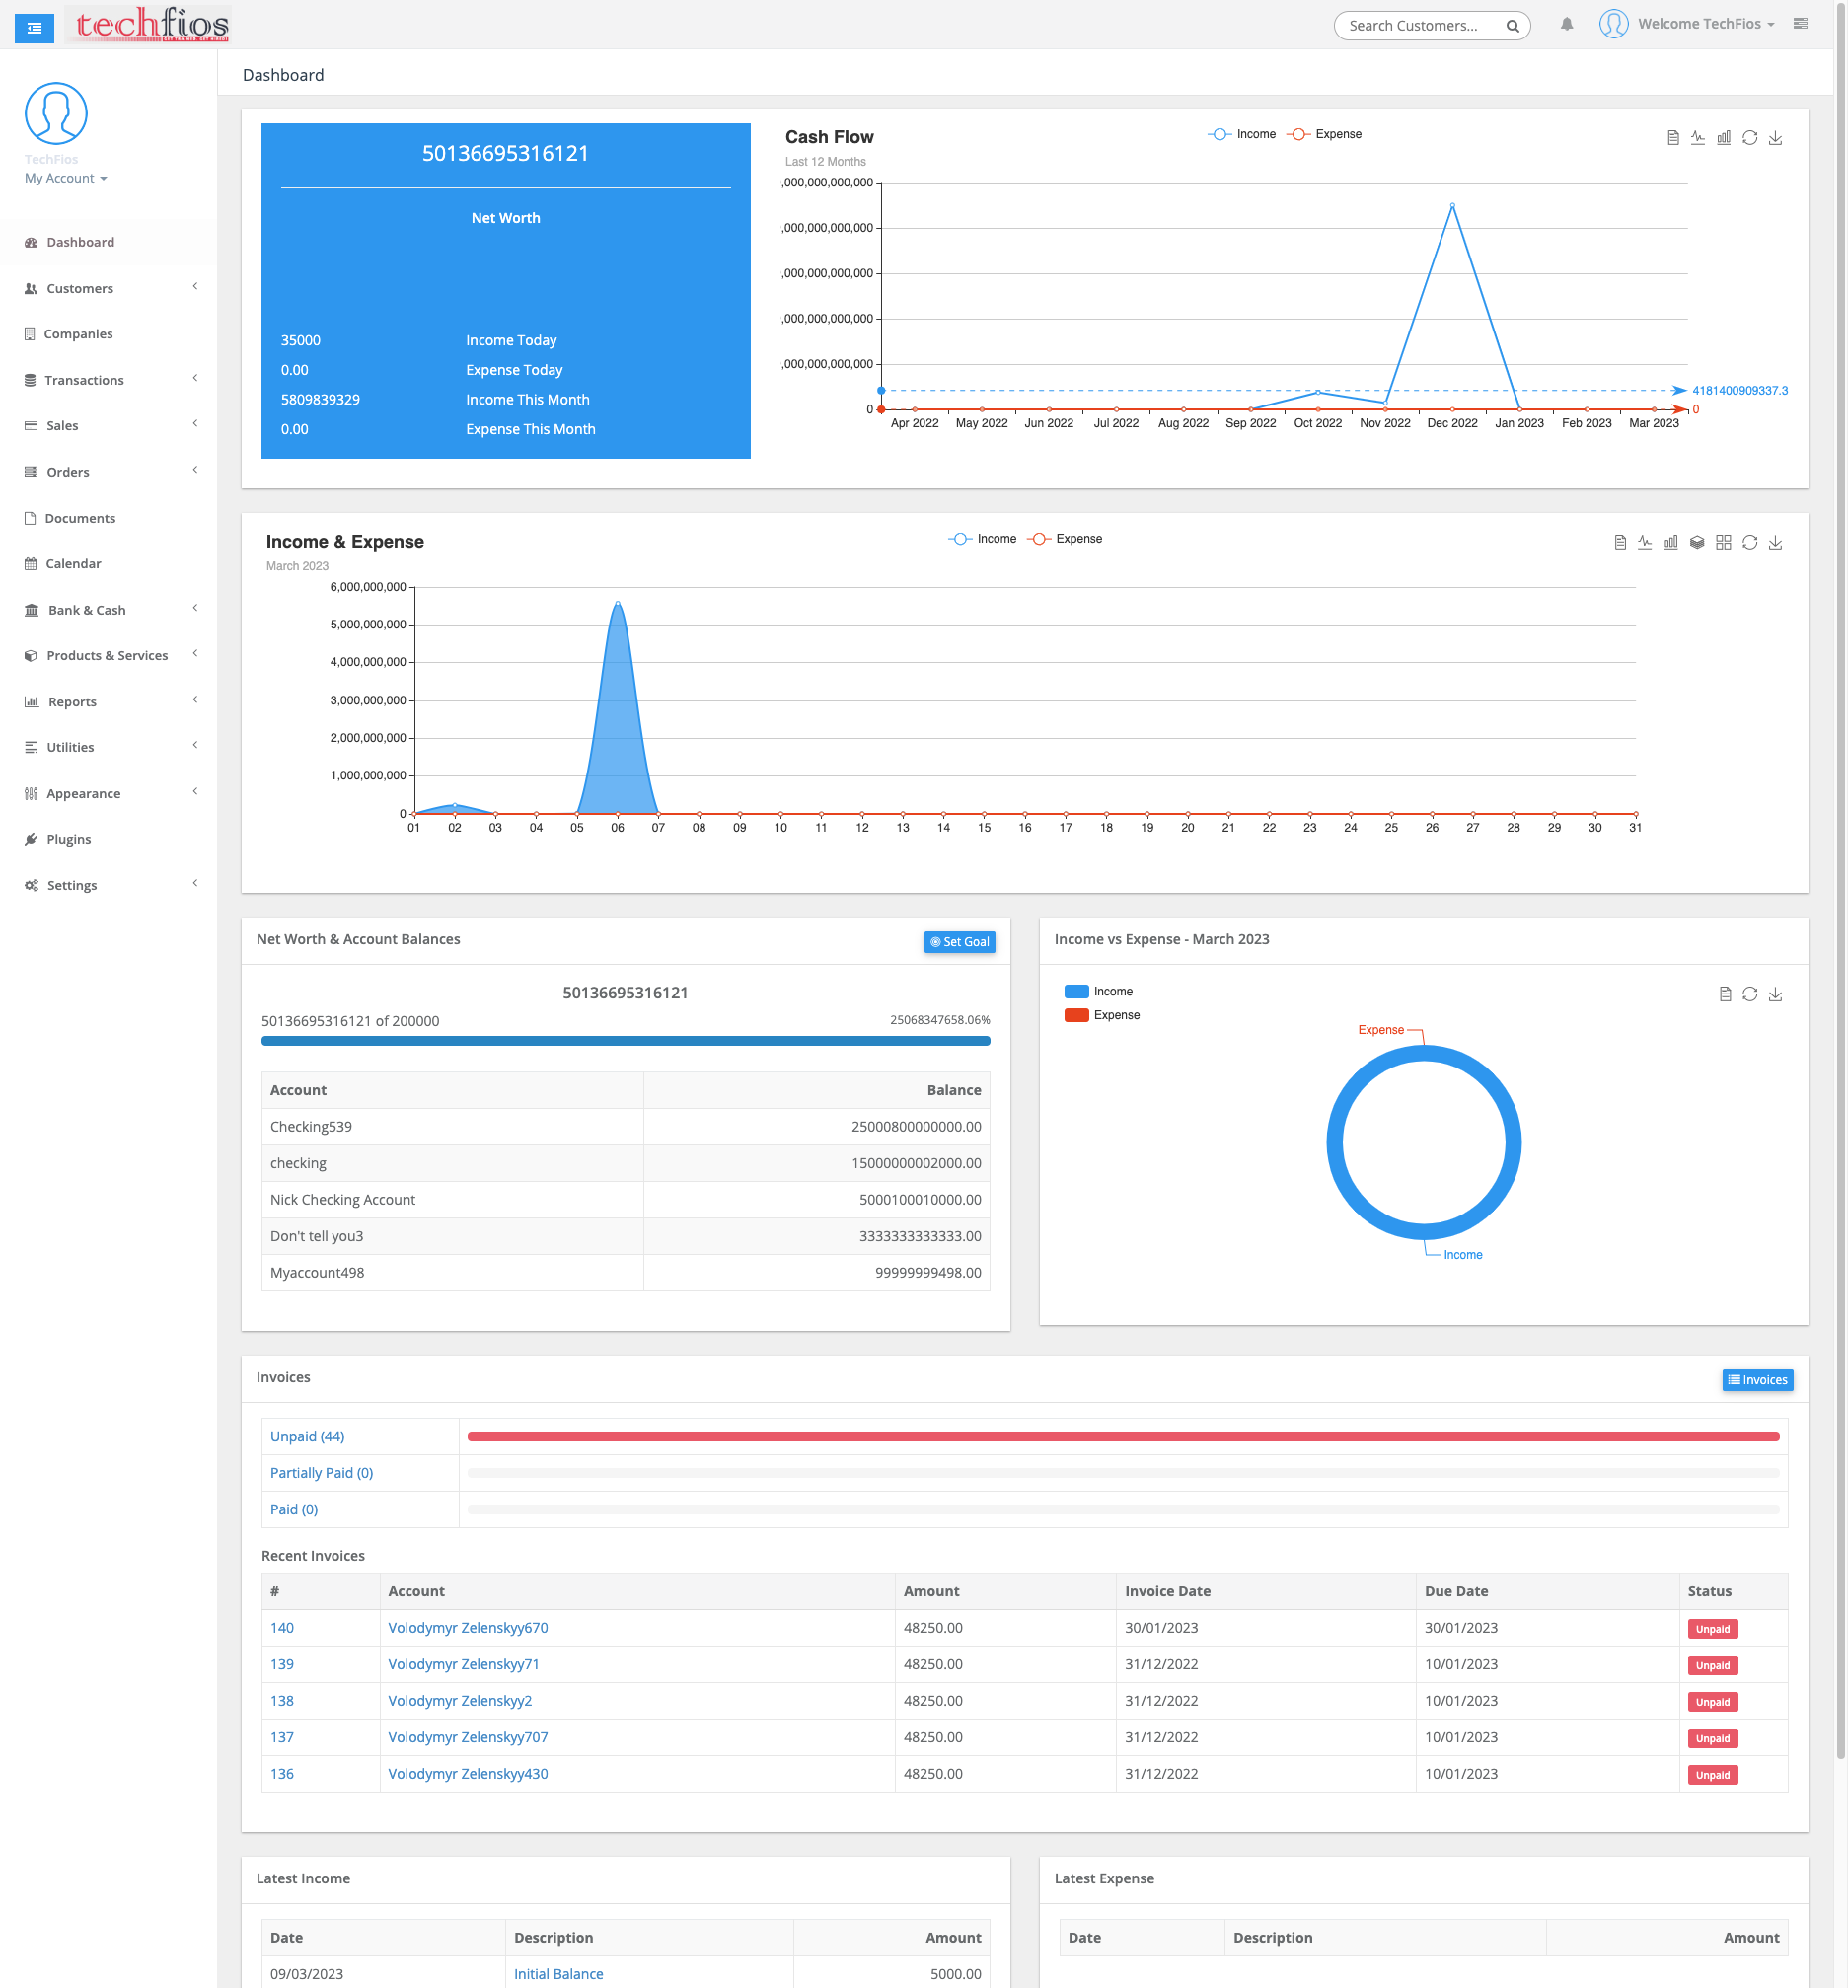 techfios
Search Customers...
Welcome TechFios
TechFios
My Account
Dashboard
Customers
Companies
Transactions
Sales
Orders
Documents
Calendar
Bank & Cash
Products & Services
Reports
Utilities
Appearance
Plugins
Settings
Dashboard
50136695316121
Net Worth
35000 Income Today
0.00 Expense Today
5809839329 Income This Month
0.00 Expense This Month
Cash Flow
Last 12 Months
Income Expense
,000,000,000,000
,000,000,000,000
,000,000,000,000
,000,000,000,000
,000,000,000,000
0
4181400909337.3
0
Apr 2022 May 2022 Jun 2022 Jul 2022 Aug 2022 Sep 2022 Oct 2022 Nov 2022 Dec 2022 Jan 2023 Feb 2023 Mar 2023
Income & Expense
March 2023
Income Expense
6,000,000,000
5,000,000,000
4,000,000,000
3,000,000,000
2,000,000,000
1,000,000,000
0
01 02 03 04 05 06 07 08 09 10 11 12 13 14 15 16 17 18 19 20 21 22 23 24 25 26 27 28 29 30 31
Net Worth & Account Balances
Set Goal
50136695316121
50136695316121 of 200000 25068347658.06%
Account Balance
Checking539 25000800000000.00
checking 15000000002000.00
Nick Checking Account 5000100010000.00
Don't tell you3 3333333333333.00
Myaccount498 99999999498.00
Income vs Expense - March 2023
Income
Expense
Expense
Income
Invoices
Invoices
Unpaid (44)
Partially Paid (0)
Paid (0)
Recent Invoices
# Account Amount Invoice Date Due Date Status
140 Volodymyr Zelenskyy670 48250.00 30/01/2023 30/01/2023 Unpaid
139 Volodymyr Zelenskyy71 48250.00 31/12/2022 10/01/2023 Unpaid
138 Volodymyr Zelenskyy2 48250.00 31/12/2022 10/01/2023 Unpaid
137 Volodymyr Zelenskyy707 48250.00 31/12/2022 10/01/2023 Unpaid
136 Volodymyr Zelenskyy430 48250.00 31/12/2022 10/01/2023 Unpaid
Latest Income
Date Description Amount
09/03/2023 Initial Balance 5000.00
Latest Expense
Date Description Amount